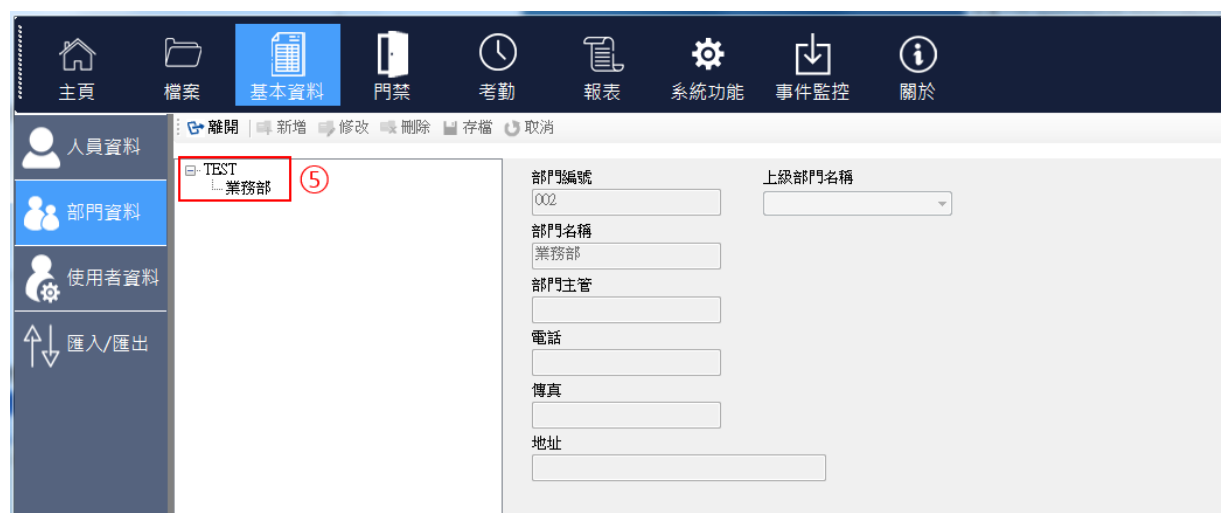 主頁 檔案 基本資料 門禁 考勤 報表 系統功能 事件監控 關於
離開 新增 修改 刪除 存檔 取消
人員資料
部門資料
使用者資料
匯入/匯出
TEST
業務部
⑤
部門編號 上級部門名稱
002
部門名稱
業務部
部門主管
電話
傳真
地址